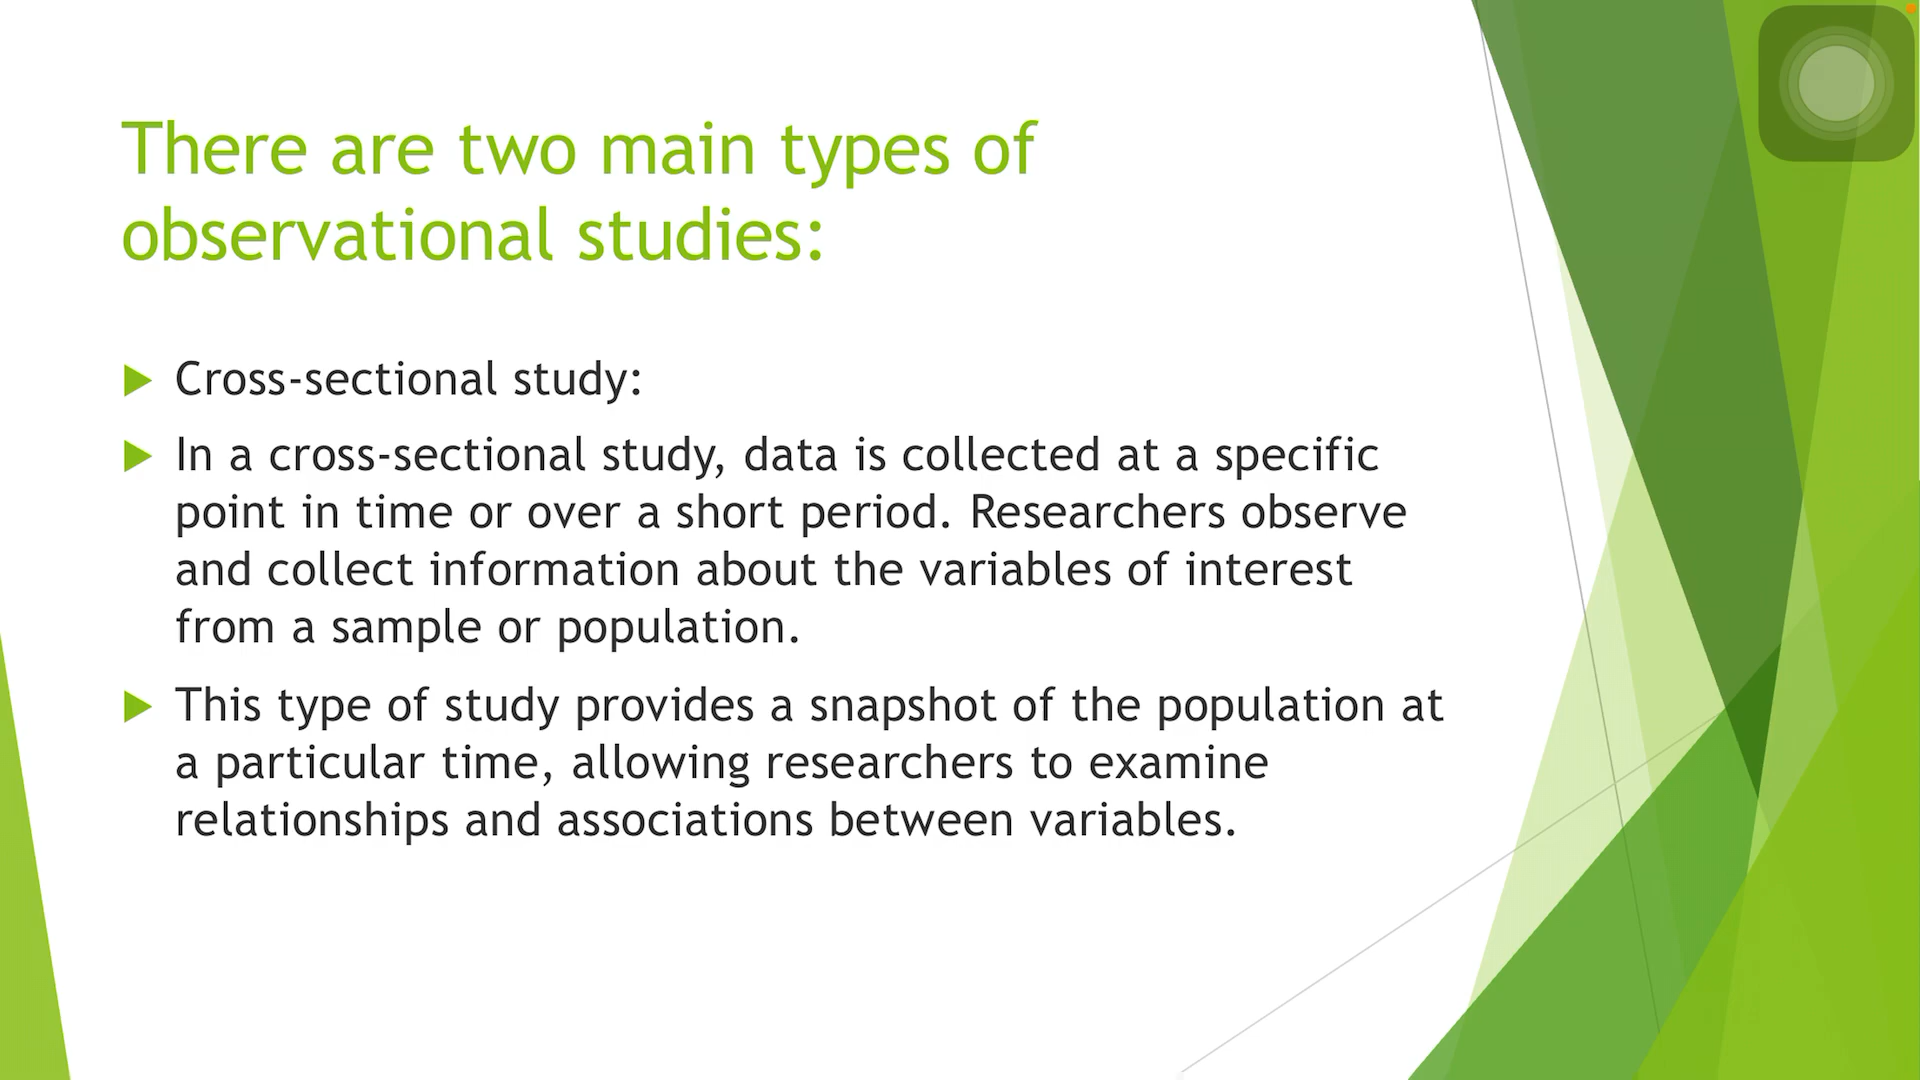 There are two main types of
observational studies:
Cross-sectional study:
In a cross-sectional study, data is collected at a specific
point in time or over a short period. Researchers observe
and collect information about the variables of interest
from a sample or population.
This type of study provides a snapshot of the population at
a particular time, allowing researchers to examine
relationships and associations between variables.